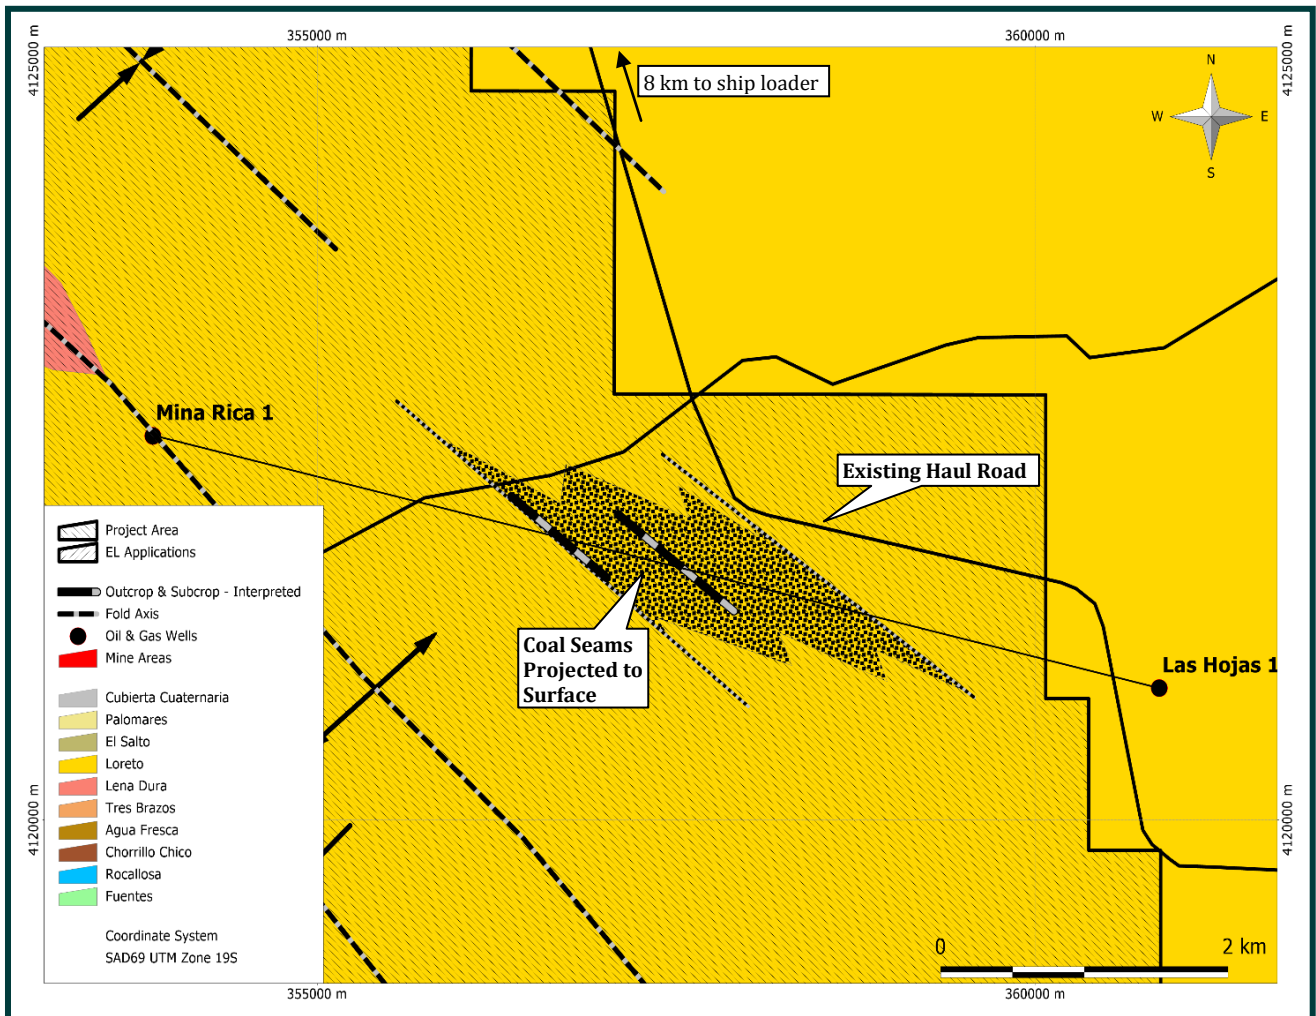 355000 m
360000 m
4125000 m
4125000 m
8 km to ship loader
N
W
E
S
Mina Rica 1
Existing Haul Road
Project Area
EL Applications
Outcrop & Subcrop - Interpreted
Fold Axis
Oil & Gas Wells
Mine Areas
Coal Seams
Projected to
Surface
Las Hojas 1
Cubierta Cuaternaria
Palomares
El Salto
Loreto
Lena Dura
Tres Brazos
Agua Fresca
Chorrillo Chico
Rocallosa
Fuentes
Coordinate System
SAD69 UTM Zone 19S
4120000 m
4120000 m
0
2 km
355000 m
360000 m